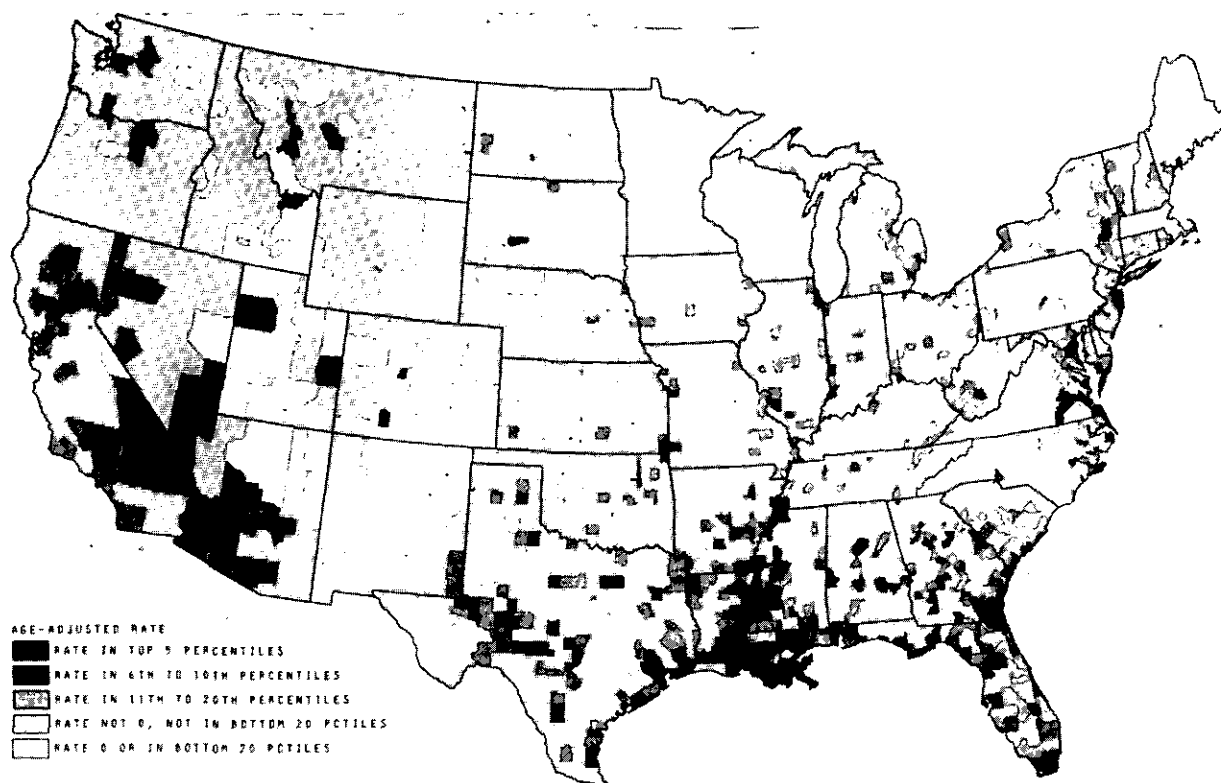 AGE-ADJUSTED RATE
RATE IN TOP 5 PERCENTILES
RATE IN 6TH TO 10TH PERCENTILES
RATE IN 11TH TO 20TH PERCENTILES
RATE NOT 0, NOT IN BOTTOM 20 PCTILES
RATE 0 OR IN BOTTOM 20 PCTILES